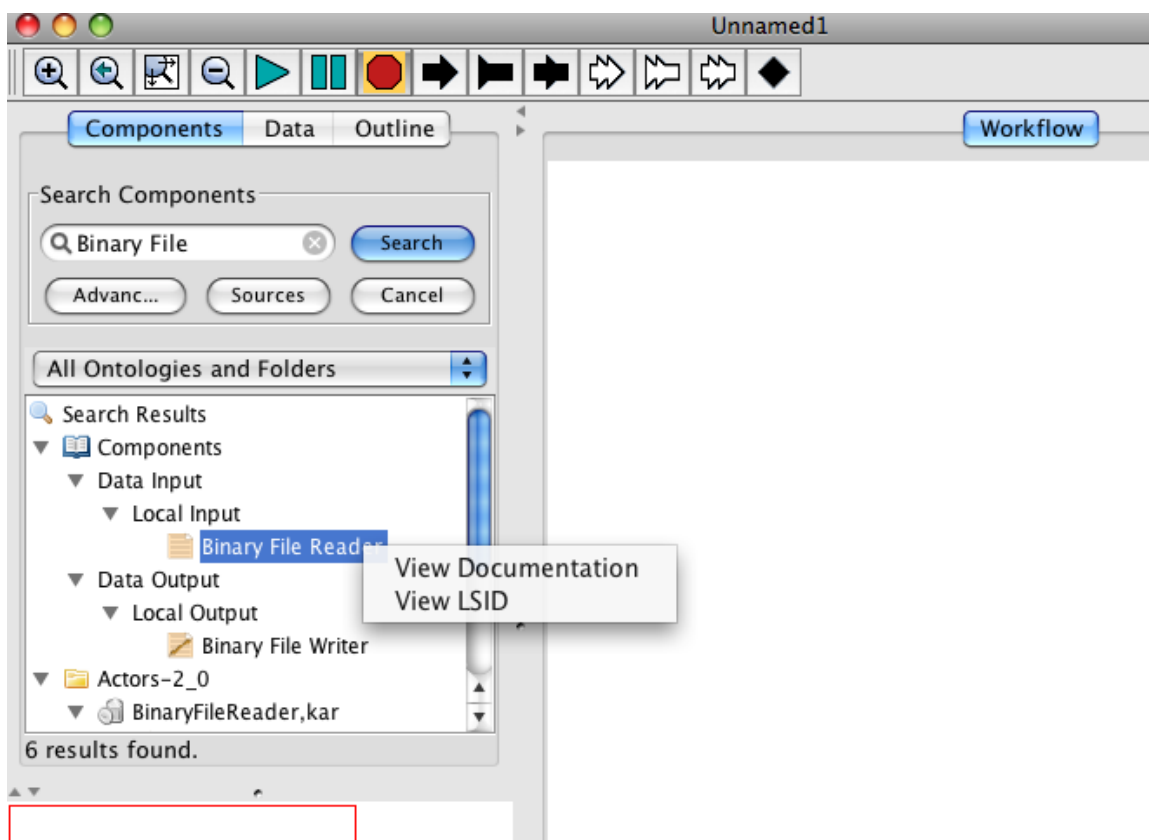 Unnamed1
Components Data Outline
Workflow
Search Components
Binary File Search
Advanc... Sources Cancel
All Ontologies and Folders
Search Results
Components
Data Input
Local Input
Binary File Reader
View Documentation
Data Output
View LSID
Local Output
Binary File Writer
Actors-2_0
BinaryFileReader,kar
6 results found.